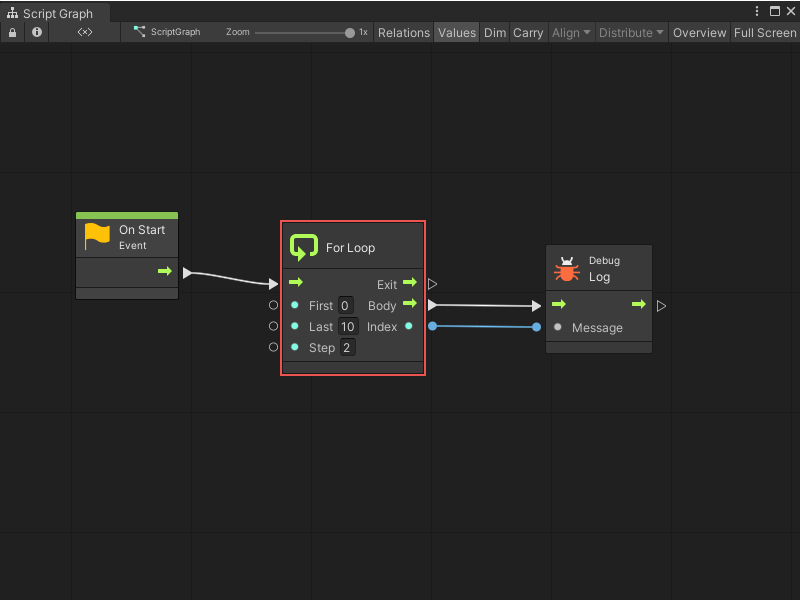 Script Graph
ScriptGraph Zoom 1x Relations Values Dim Carry Align Distribute Overview Full Screen
On Start
Event
For Loop
Exit
First 0 Body
Last 10 Index
Step 2
Debug
Log
Message